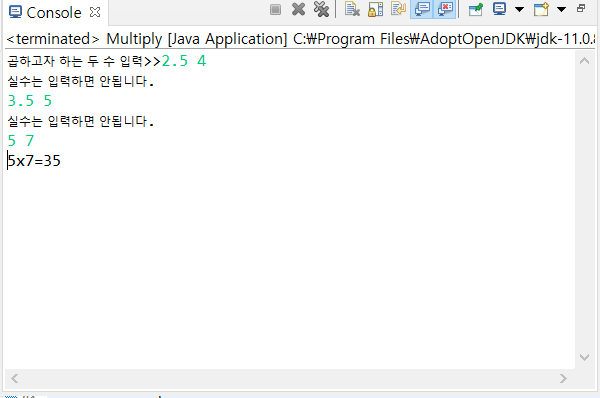 Console
<terminated> Multiply [Java Application] C:₩Program Files₩AdoptOpenJDK₩jdk-11.0.8
곱하고자 하는 두 수 입력>>2.5 4
실수는 입력하면 안됩니다.
3.5 5
실수는 입력하면 안됩니다.
5 7
5x7=35